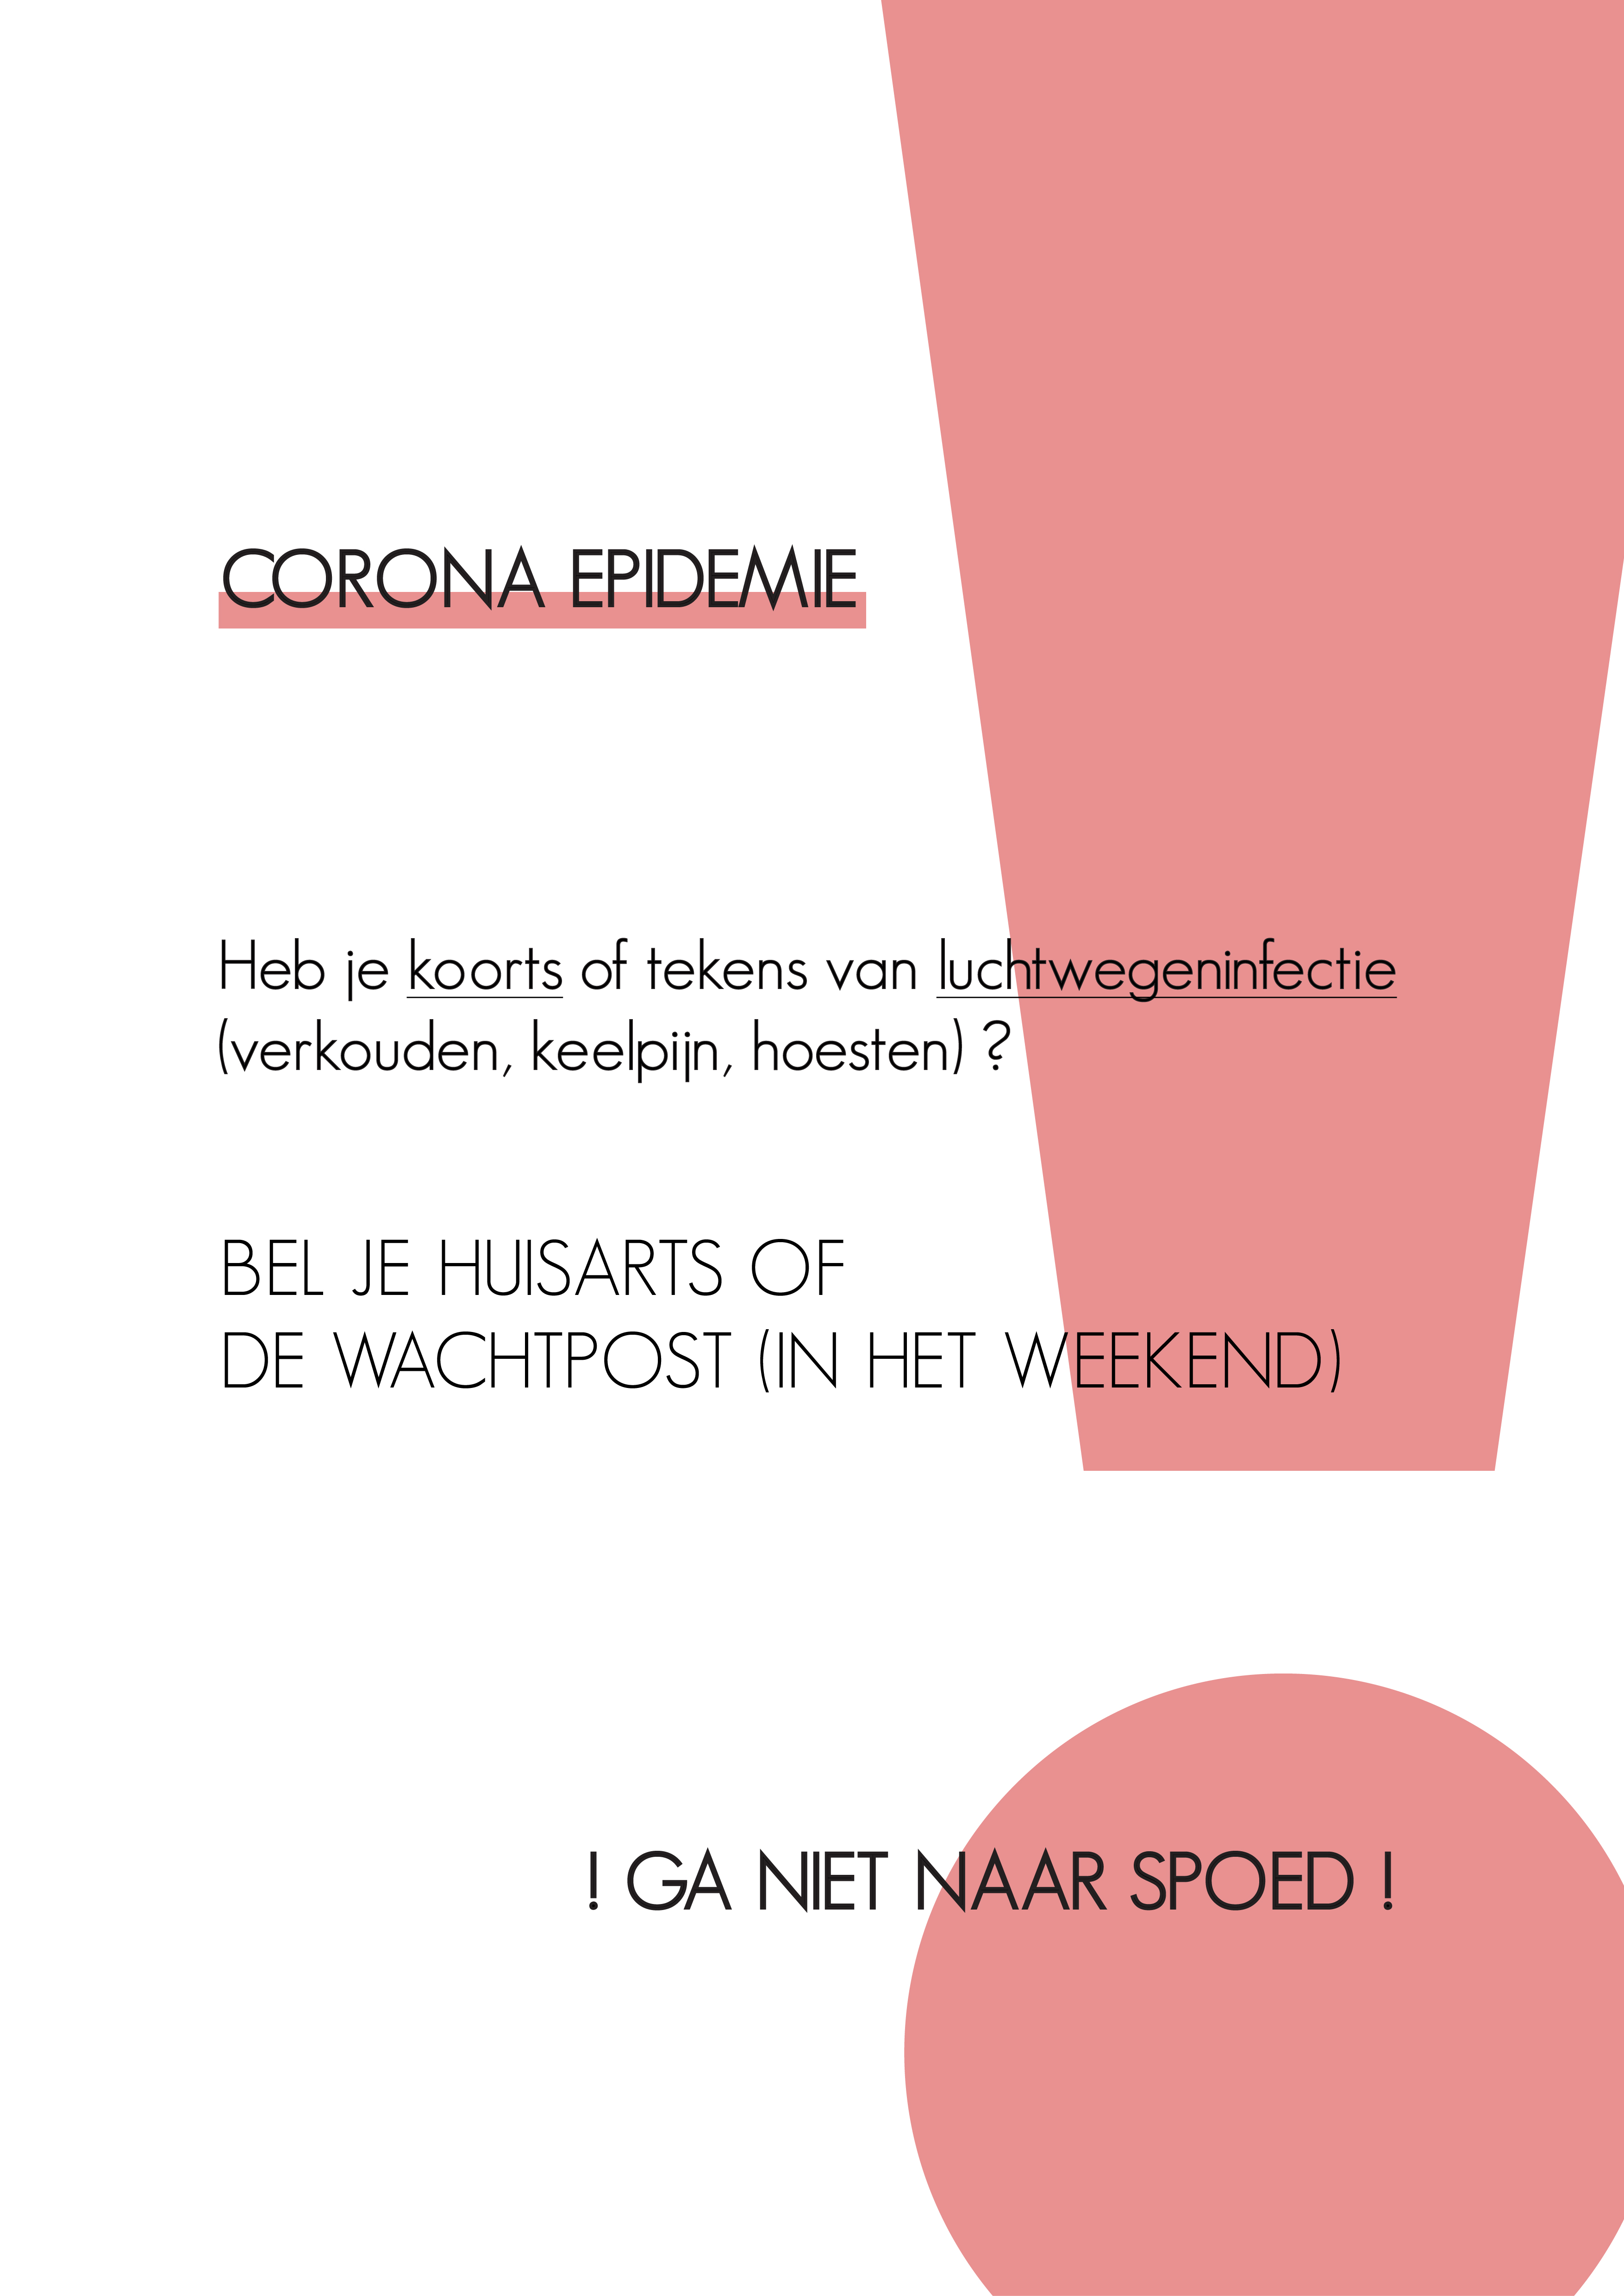 CORONA EPIDEMIE
Heb je koorts of tekens van luchtwegeninfectie
(verkouden, keelpijn, hoesten) ?
BEL JE HUISARTS OF
DE WACHTPOST (IN HET WEEKEND)
! GA NIET NAAR SPOED !